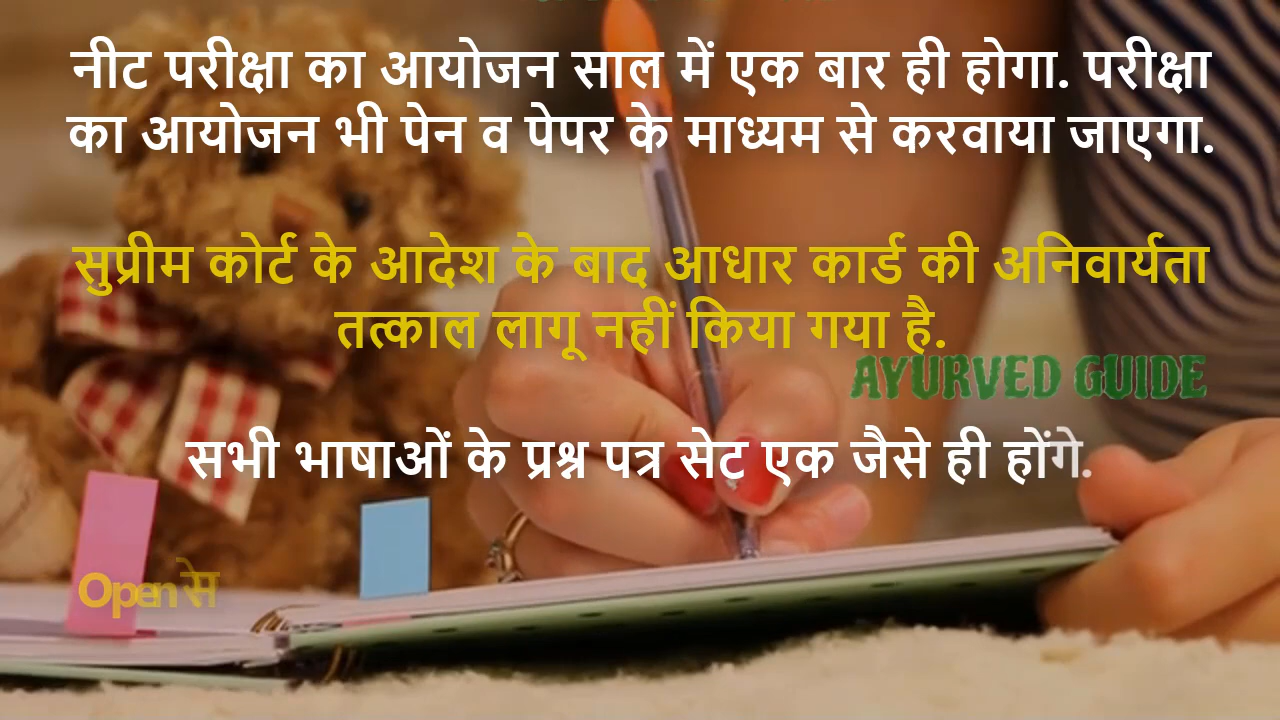 नीट परीक्षा का आयोजन साल में एक बार ही होगा. परीक्षा
का आयोजन भी पेन व पेपर के माध्यम से करवाया जाएगा.
सुप्रीम कोर्ट के आदेश के बाद आधार कार्ड की अनिवार्यता
तत्काल लागू नहीं किया गया है.
AYURVED GUIDE
सभी भाषाओं के प्रश्न पत्र सेट एक जैसे ही होंगे.
Open से